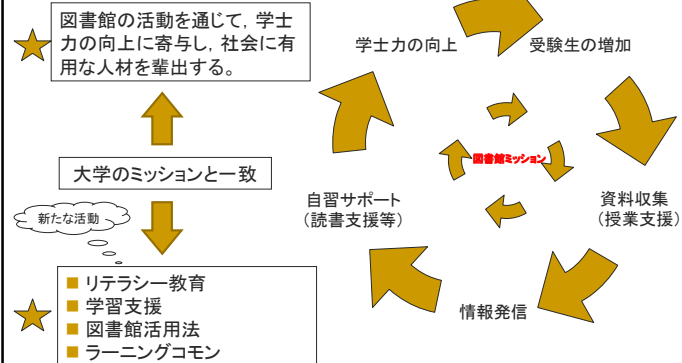 図書館の活動を通じて，学士
力の向上に寄与し，社会に有
用な人材を輩出する。
大学のミッションと一致
新たな活動
リテラシー教育
学習支援
図書館活用法
ラーニングコモン
学士力の向上
受験生の増加
図書館ミッション
自習サポート
（読書支援等）
資料収集
（授業支援）
情報発信